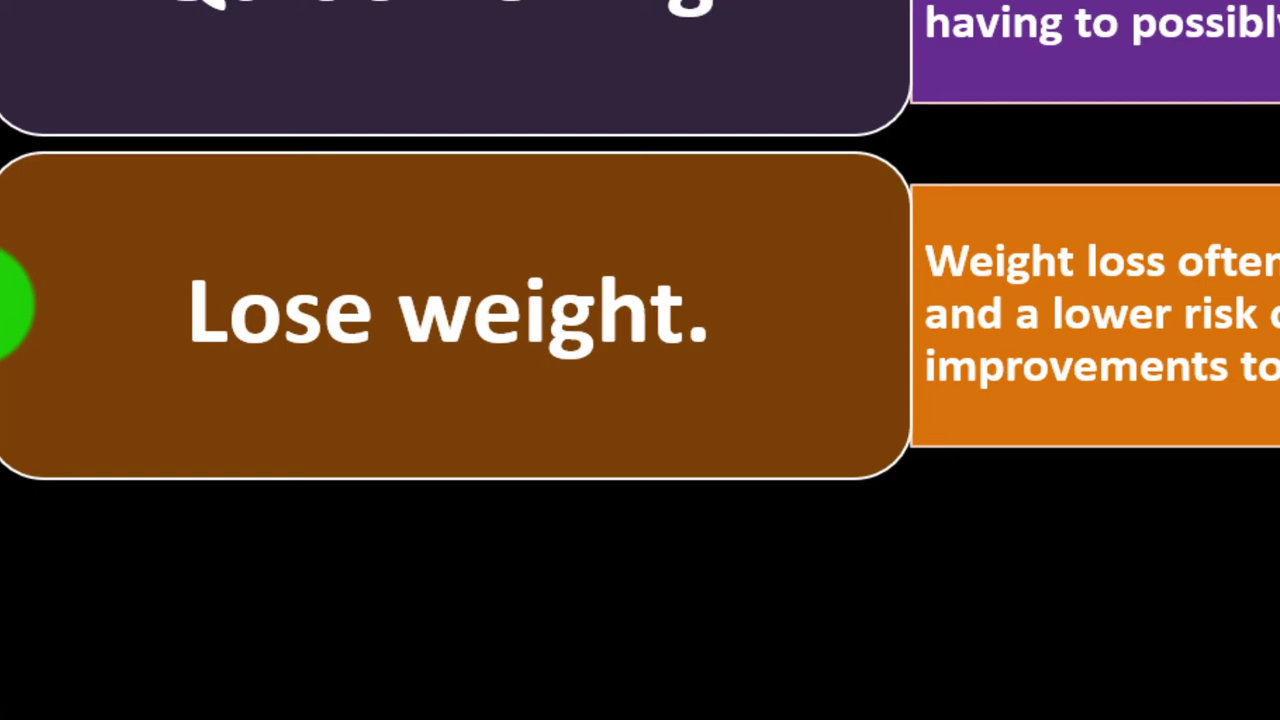 having to possibly
Lose weight.
Weight loss often
and a lower risk
improvements to